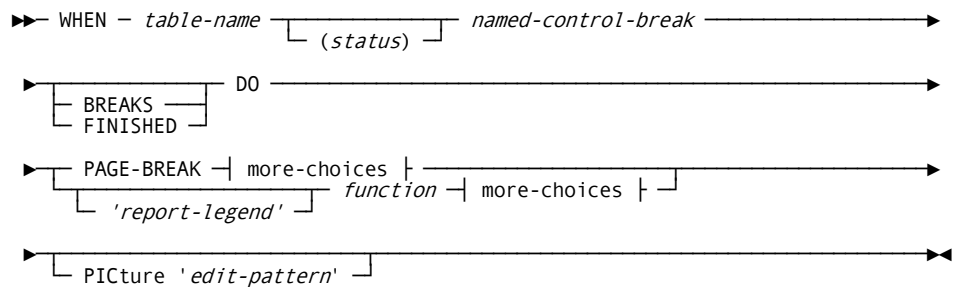 WHEN table-name named-control-break
(status)
DO
BREAKS
FINISHED
PAGE-BREAK more-choices
function more-choices
'report-legend'
PICture 'edit-pattern'